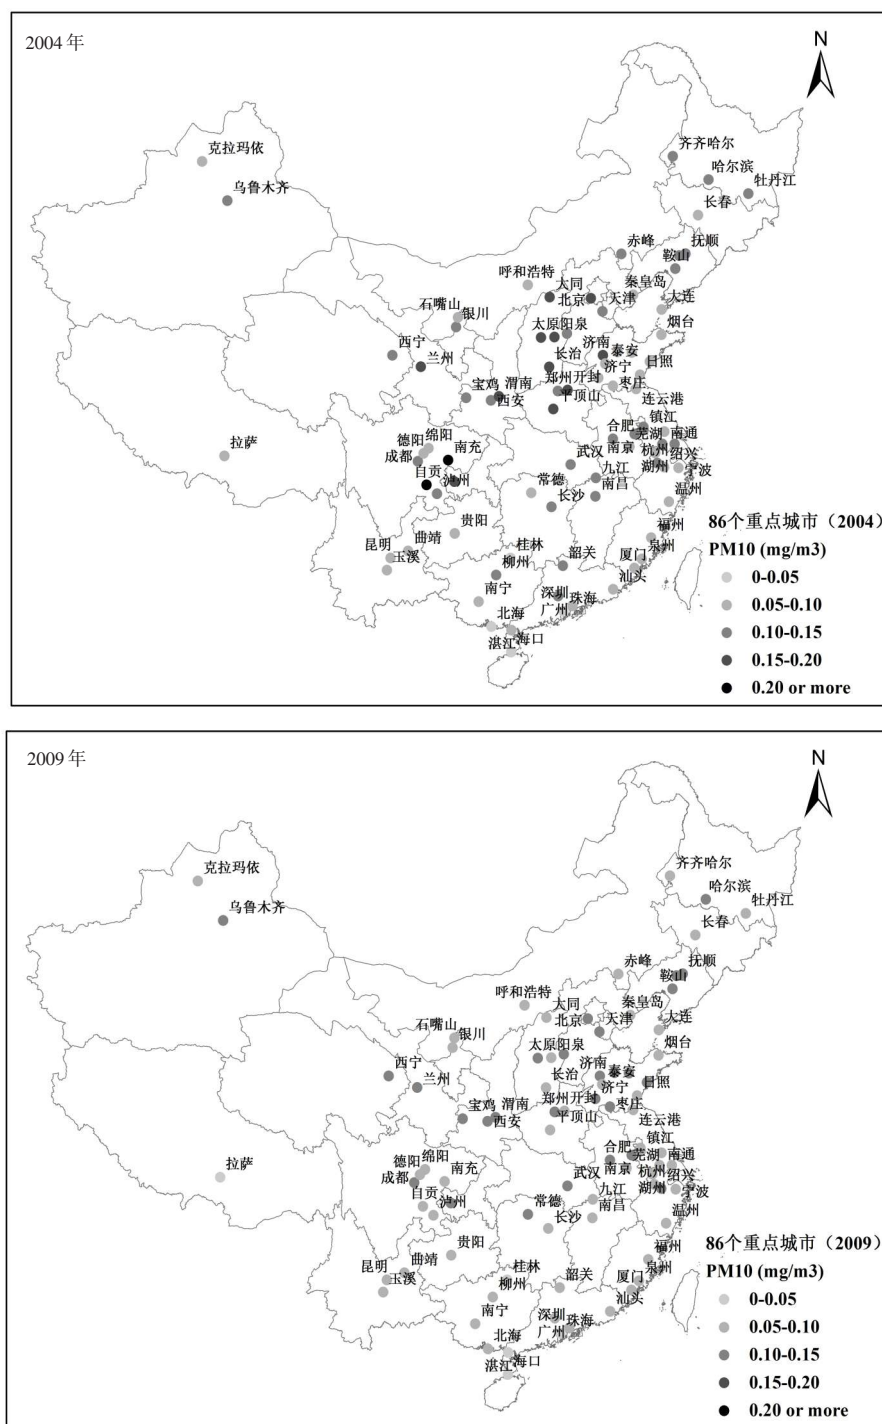 2004年
N
克拉玛依
乌鲁木齐
齐齐哈尔
哈尔滨
牡丹江
长春
赤峰
抚顺
鞍山
呼和浩特
大同
北京
天津
秦皇岛
大连
石嘴山
银川
烟台
太原
阳泉
西宁
兰州
济南
泰安
日照
长治
济宁
宝鸡
渭南
西安
郑州
开封
枣庄
平顶山
连云港
镇江
合肥
芜湖
南通
拉萨
德阳
绵阳
成都
南充
武汉
南京
杭州
绍兴
湖州
宁波
自贡
泸州
九江
南昌
常德
长沙
温州
贵阳
福州
昆明
曲靖
玉溪
桂林
柳州
韶关
厦门
泉州
汕头
南宁
深圳
珠海
广州
北海
湛江
海口
86个重点城市（2004）
PM10 (mg/m3)
0-0.05
0.05-0.10
0.10-0.15
0.15-0.20
0.20 or more
2009年
N
克拉玛依
乌鲁木齐
齐齐哈尔
哈尔滨
牡丹江
长春
赤峰
抚顺
鞍山
呼和浩特
大同
北京
天津
秦皇岛
大连
石嘴山
银川
烟台
太原
阳泉
西宁
兰州
济南
泰安
日照
长治
济宁
宝鸡
渭南
西安
郑州
开封
枣庄
平顶山
连云港
镇江
合肥
芜湖
南通
拉萨
德阳
绵阳
成都
南充
武汉
南京
杭州
绍兴
湖州
宁波
自贡
泸州
九江
南昌
常德
长沙
温州
贵阳
福州
昆明
曲靖
玉溪
桂林
柳州
韶关
厦门
泉州
汕头
南宁
深圳
珠海
广州
北海
湛江
海口
86个重点城市（2009）
PM10 (mg/m3)
0-0.05
0.05-0.10
0.10-0.15
0.15-0.20
0.20 or more